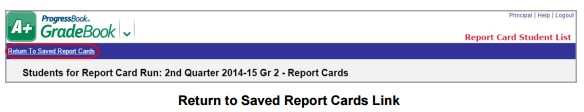 A+ ProgressBook®
GradeBook
Principal | Help | Logout
Report Card Student List
Return To Saved Report Cards
Students for Report Card Run: 2nd Quarter 2014-15 Gr 2 - Report Cards
Return to Saved Report Cards Link